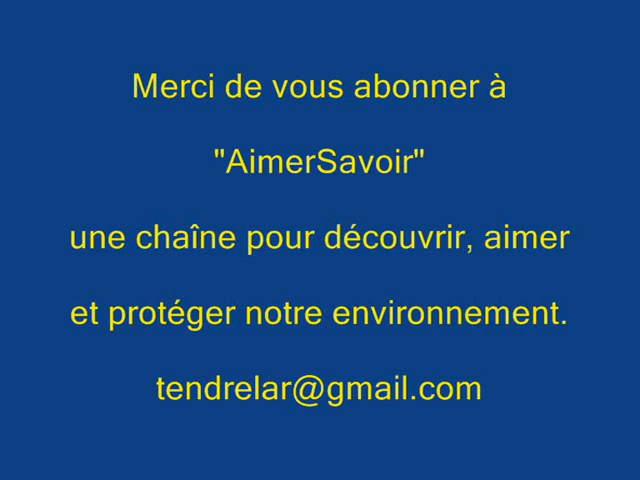 Merci de vous abonner à
"AimerSavoir"
une chaîne pour découvrir, aimer
et protéger notre environnement.
tendrelar@gmail.com